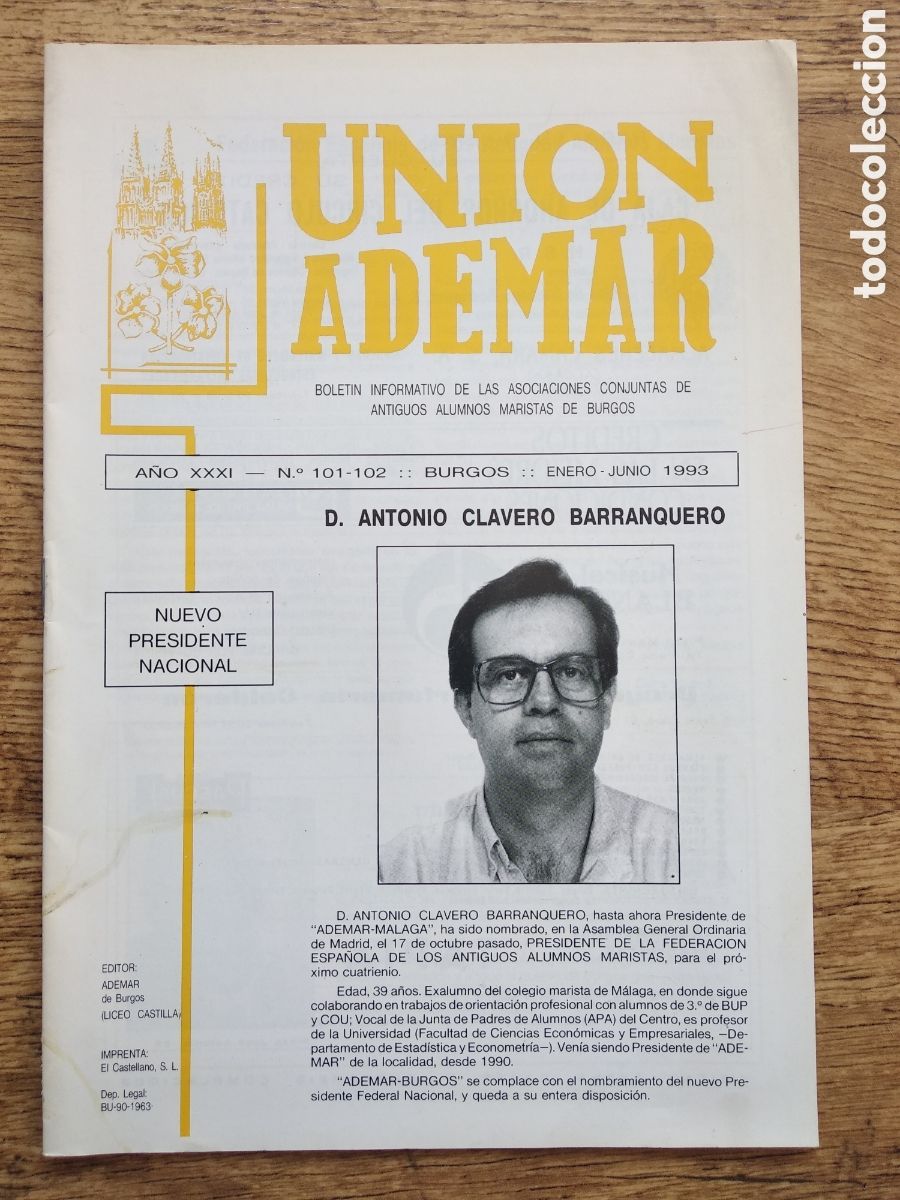 todocoleccion
UNION
ADEMAR
BOLETIN INFORMATIVO DE LAS ASOCIACIONES CONJUNTAS DE
ANTIGUOS ALUMNOS MARISTAS DE BURGOS
AÑO XXXI — N.º 101-102 :: BURGOS :: ENERO - JUNIO 1993
D. ANTONIO CLAVERO BARRANQUERO
NUEVO
PRESIDENTE
NACIONAL
D. ANTONIO CLAVERO BARRANQUERO, hasta ahora Presidente de
“ADEMAR-MALAGA”, ha sido nombrado, en la Asamblea General Ordinaria
de Madrid, el 17 de octubre pasado, PRESIDENTE DE LA FEDERACION
ESPAÑOLA DE LOS ANTIGUOS ALUMNOS MARISTAS, para el pró-
ximo cuatrienio.
Edad, 39 años. Exalumno del colegio marista de Málaga, en donde sigue
colaborando en trabajos de orientación profesional con alumnos de 3.º de BUP
y COU; Vocal de la Junta de Padres de Alumnos (APA) del Centro, es profesor
de la Universidad (Facultad de Ciencias Económicas y Empresariales, —De-
partamento de Estadística y Econometría—). Venía siendo Presidente de “ADE-
MAR” de la localidad, desde 1990.
“ADEMAR-BURGOS” se complace con el nombramiento del nuevo Pre-
sidente Federal Nacional, y queda a su entera disposición.
EDITOR:
ADEMAR
de Burgos
(LICEO CASTILLA)
IMPRENTA:
El Castellano, S. L.
Dep. Legal:
BU-90-1963